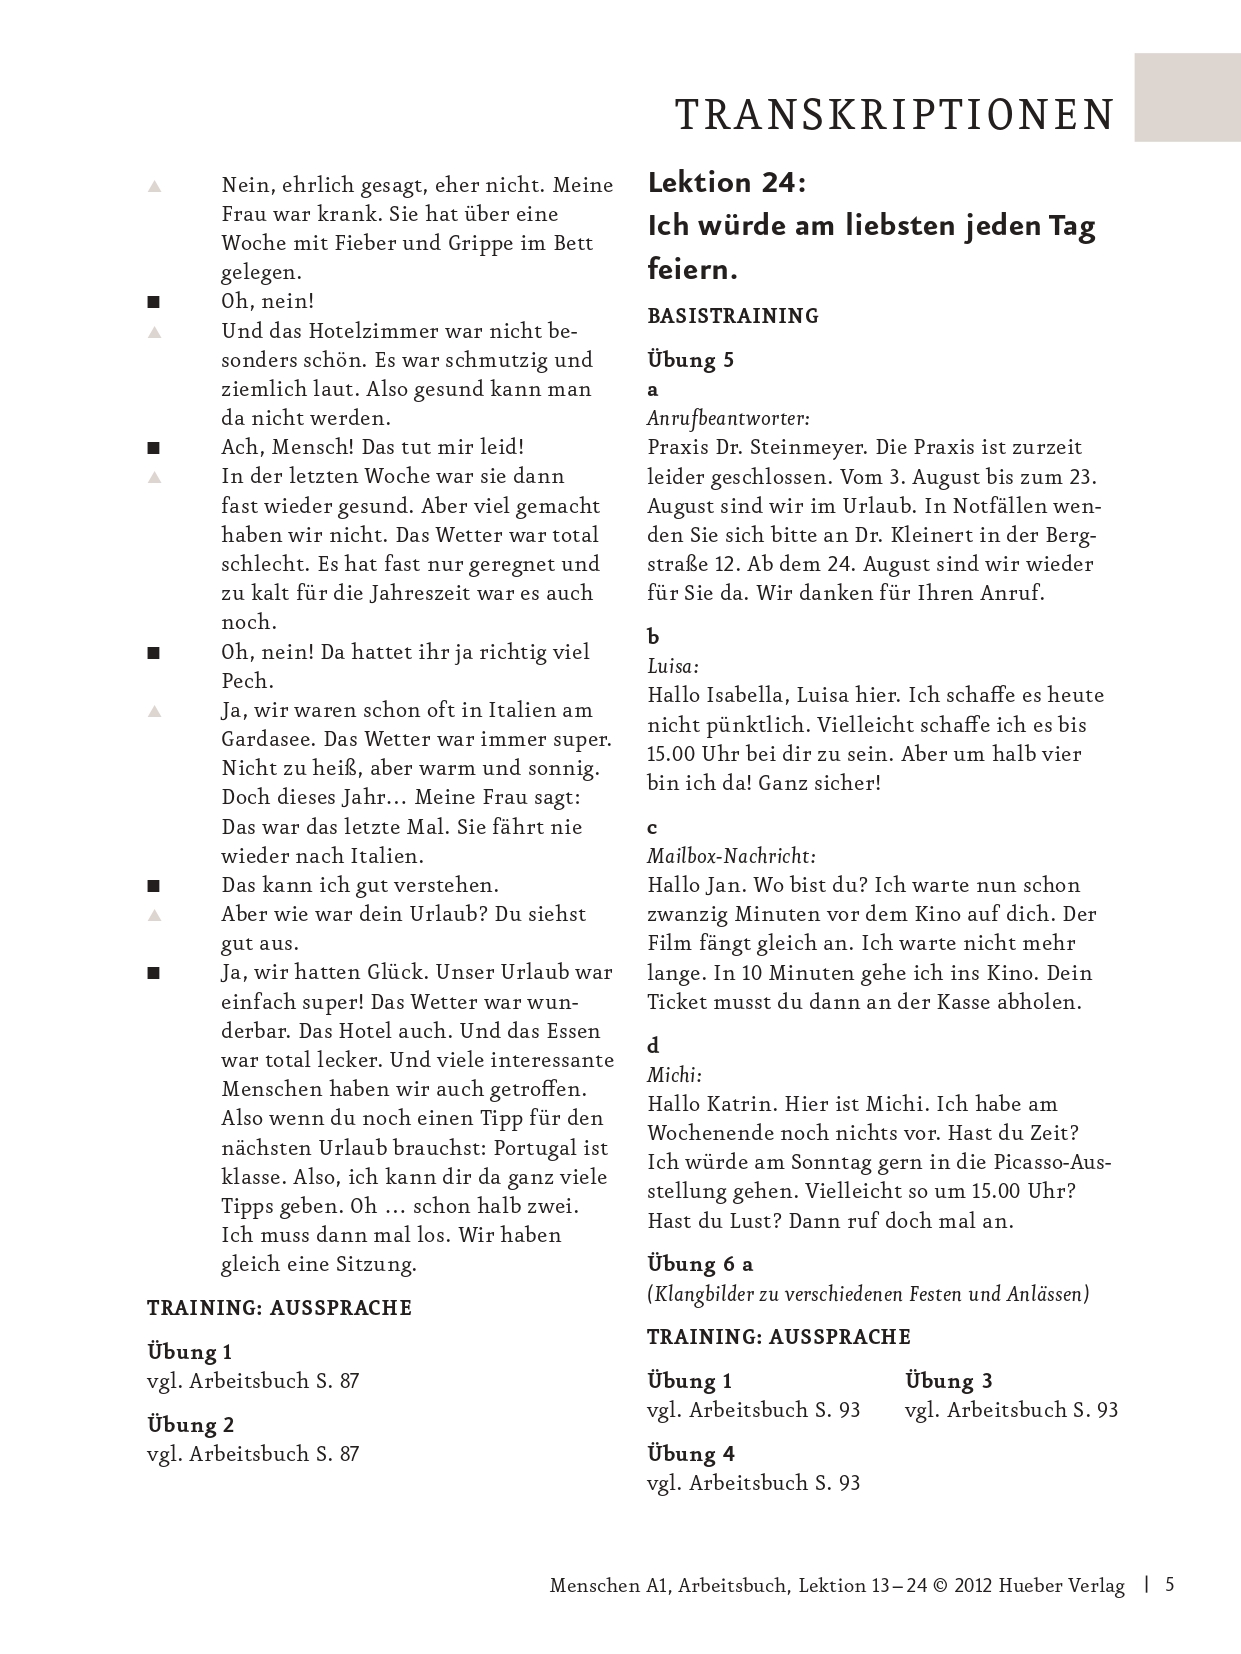 TRANSKRIPTIONEN
▲ Nein, ehrlich gesagt, eher nicht. Meine
Frau war krank. Sie hat über eine
Woche mit Fieber und Grippe im Bett
gelegen.
■ Oh, nein!
▲ Und das Hotelzimmer war nicht be-
sonders schön. Es war schmutzig und
ziemlich laut. Also gesund kann man
da nicht werden.
■ Ach, Mensch! Das tut mir leid!
▲ In der letzten Woche war sie dann
fast wieder gesund. Aber viel gemacht
haben wir nicht. Das Wetter war total
schlecht. Es hat fast nur geregnet und
zu kalt für die Jahreszeit war es auch
noch.
■ Oh, nein! Da hattet ihr ja richtig viel
Pech.
▲ Ja, wir waren schon oft in Italien am
Gardasee. Das Wetter war immer super.
Nicht zu heiß, aber warm und sonnig.
Doch dieses Jahr… Meine Frau sagt:
Das war das letzte Mal. Sie fährt nie
wieder nach Italien.
■ Das kann ich gut verstehen.
▲ Aber wie war dein Urlaub? Du siehst
gut aus.
■ Ja, wir hatten Glück. Unser Urlaub war
einfach super! Das Wetter war wun-
derbar. Das Hotel auch. Und das Essen
war total lecker. Und viele interessante
Menschen haben wir auch getroffen.
Also wenn du noch einen Tipp für den
nächsten Urlaub brauchst: Portugal ist
klasse. Also, ich kann dir da ganz viele
Tipps geben. Oh … schon halb zwei.
Ich muss dann mal los. Wir haben
gleich eine Sitzung.
TRAINING: AUSSPRACHE
Übung 1
vgl. Arbeitsbuch S. 87
Übung 2
vgl. Arbeitsbuch S. 87
Lektion 24:
Ich würde am liebsten jeden Tag
feiern.
BASISTRAINING
Übung 5
a
Anrufbeantworter:
Praxis Dr. Steinmeyer. Die Praxis ist zurzeit
leider geschlossen. Vom 3. August bis zum 23.
August sind wir im Urlaub. In Notfällen wen-
den Sie sich bitte an Dr. Kleinert in der Berg-
straße 12. Ab dem 24. August sind wir wieder
für Sie da. Wir danken für Ihren Anruf.
b
Luisa:
Hallo Isabella, Luisa hier. Ich schaffe es heute
nicht pünktlich. Vielleicht schaffe ich es bis
15.00 Uhr bei dir zu sein. Aber um halb vier
bin ich da! Ganz sicher!
c
Mailbox-Nachricht:
Hallo Jan. Wo bist du? Ich warte nun schon
zwanzig Minuten vor dem Kino auf dich. Der
Film fängt gleich an. Ich warte nicht mehr
lange. In 10 Minuten gehe ich ins Kino. Dein
Ticket musst du dann an der Kasse abholen.
d
Michi:
Hallo Katrin. Hier ist Michi. Ich habe am
Wochenende noch nichts vor. Hast du Zeit?
Ich würde am Sonntag gern in die Picasso-Aus-
stellung gehen. Vielleicht so um 15.00 Uhr?
Hast du Lust? Dann ruf doch mal an.
Übung 6 a
(Klangbilder zu verschiedenen Festen und Anlässen)
TRAINING: AUSSPRACHE
Übung 1
vgl. Arbeitsbuch S. 93
Übung 3
vgl. Arbeitsbuch S. 93
Übung 4
vgl. Arbeitsbuch S. 93
Menschen A1, Arbeitsbuch, Lektion 13–24 © 2012 Hueber Verlag | 5